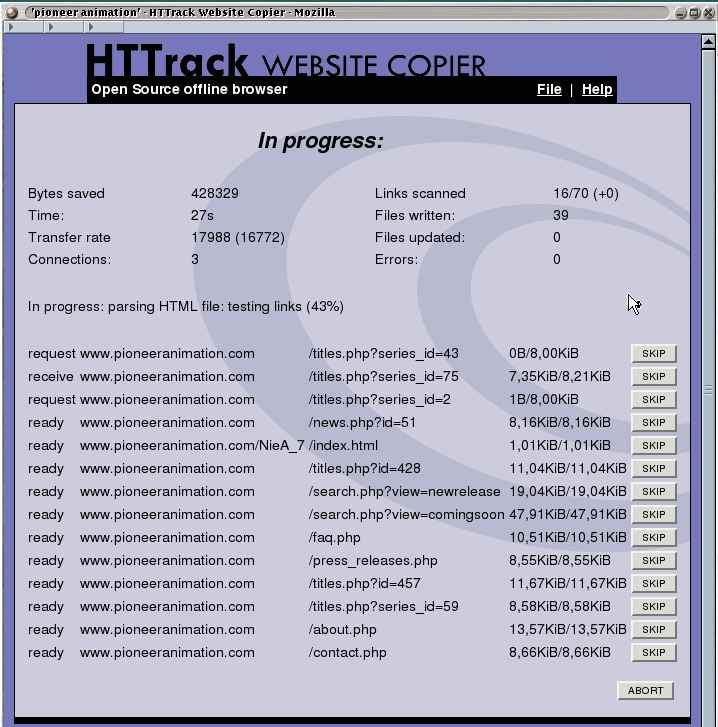 'pioneer animation' - HTTrack Website Copier - Mozilla
HTTrack WEBSITE COPIER
Open Source offline browser File | Help
In progress:
Bytes saved 428329 Links scanned 16/70 (+0)
Time: 27s Files written: 39
Transfer rate 17988 (16772) Files updated: 0
Connections: 3 Errors: 0
In progress: parsing HTML file: testing links (43%)
request www.pioneeranimation.com /titles.php?series_id=43 0B/8,00KiB SKIP
receive www.pioneeranimation.com /titles.php?series_id=75 7,35KiB/8,21KiB SKIP
request www.pioneeranimation.com /titles.php?series_id=2 1B/8,00KiB SKIP
ready www.pioneeranimation.com /news.php?id=51 8,16KiB/8,16KiB SKIP
ready www.pioneeranimation.com/NieA_7 /index.html 1,01KiB/1,01KiB SKIP
ready www.pioneeranimation.com /titles.php?id=428 11,04KiB/11,04KiB SKIP
ready www.pioneeranimation.com /search.php?view=newrelease 19,04KiB/19,04KiB SKIP
ready www.pioneeranimation.com /search.php?view=comingsoon 47,91KiB/47,91KiB SKIP
ready www.pioneeranimation.com /faq.php 10,51KiB/10,51KiB SKIP
ready www.pioneeranimation.com /press_releases.php 8,55KiB/8,55KiB SKIP
ready www.pioneeranimation.com /titles.php?id=457 11,67KiB/11,67KiB SKIP
ready www.pioneeranimation.com /titles.php?series_id=59 8,58KiB/8,58KiB SKIP
ready www.pioneeranimation.com /about.php 13,57KiB/13,57KiB SKIP
ready www.pioneeranimation.com /contact.php 8,66KiB/8,66KiB SKIP
ABORT